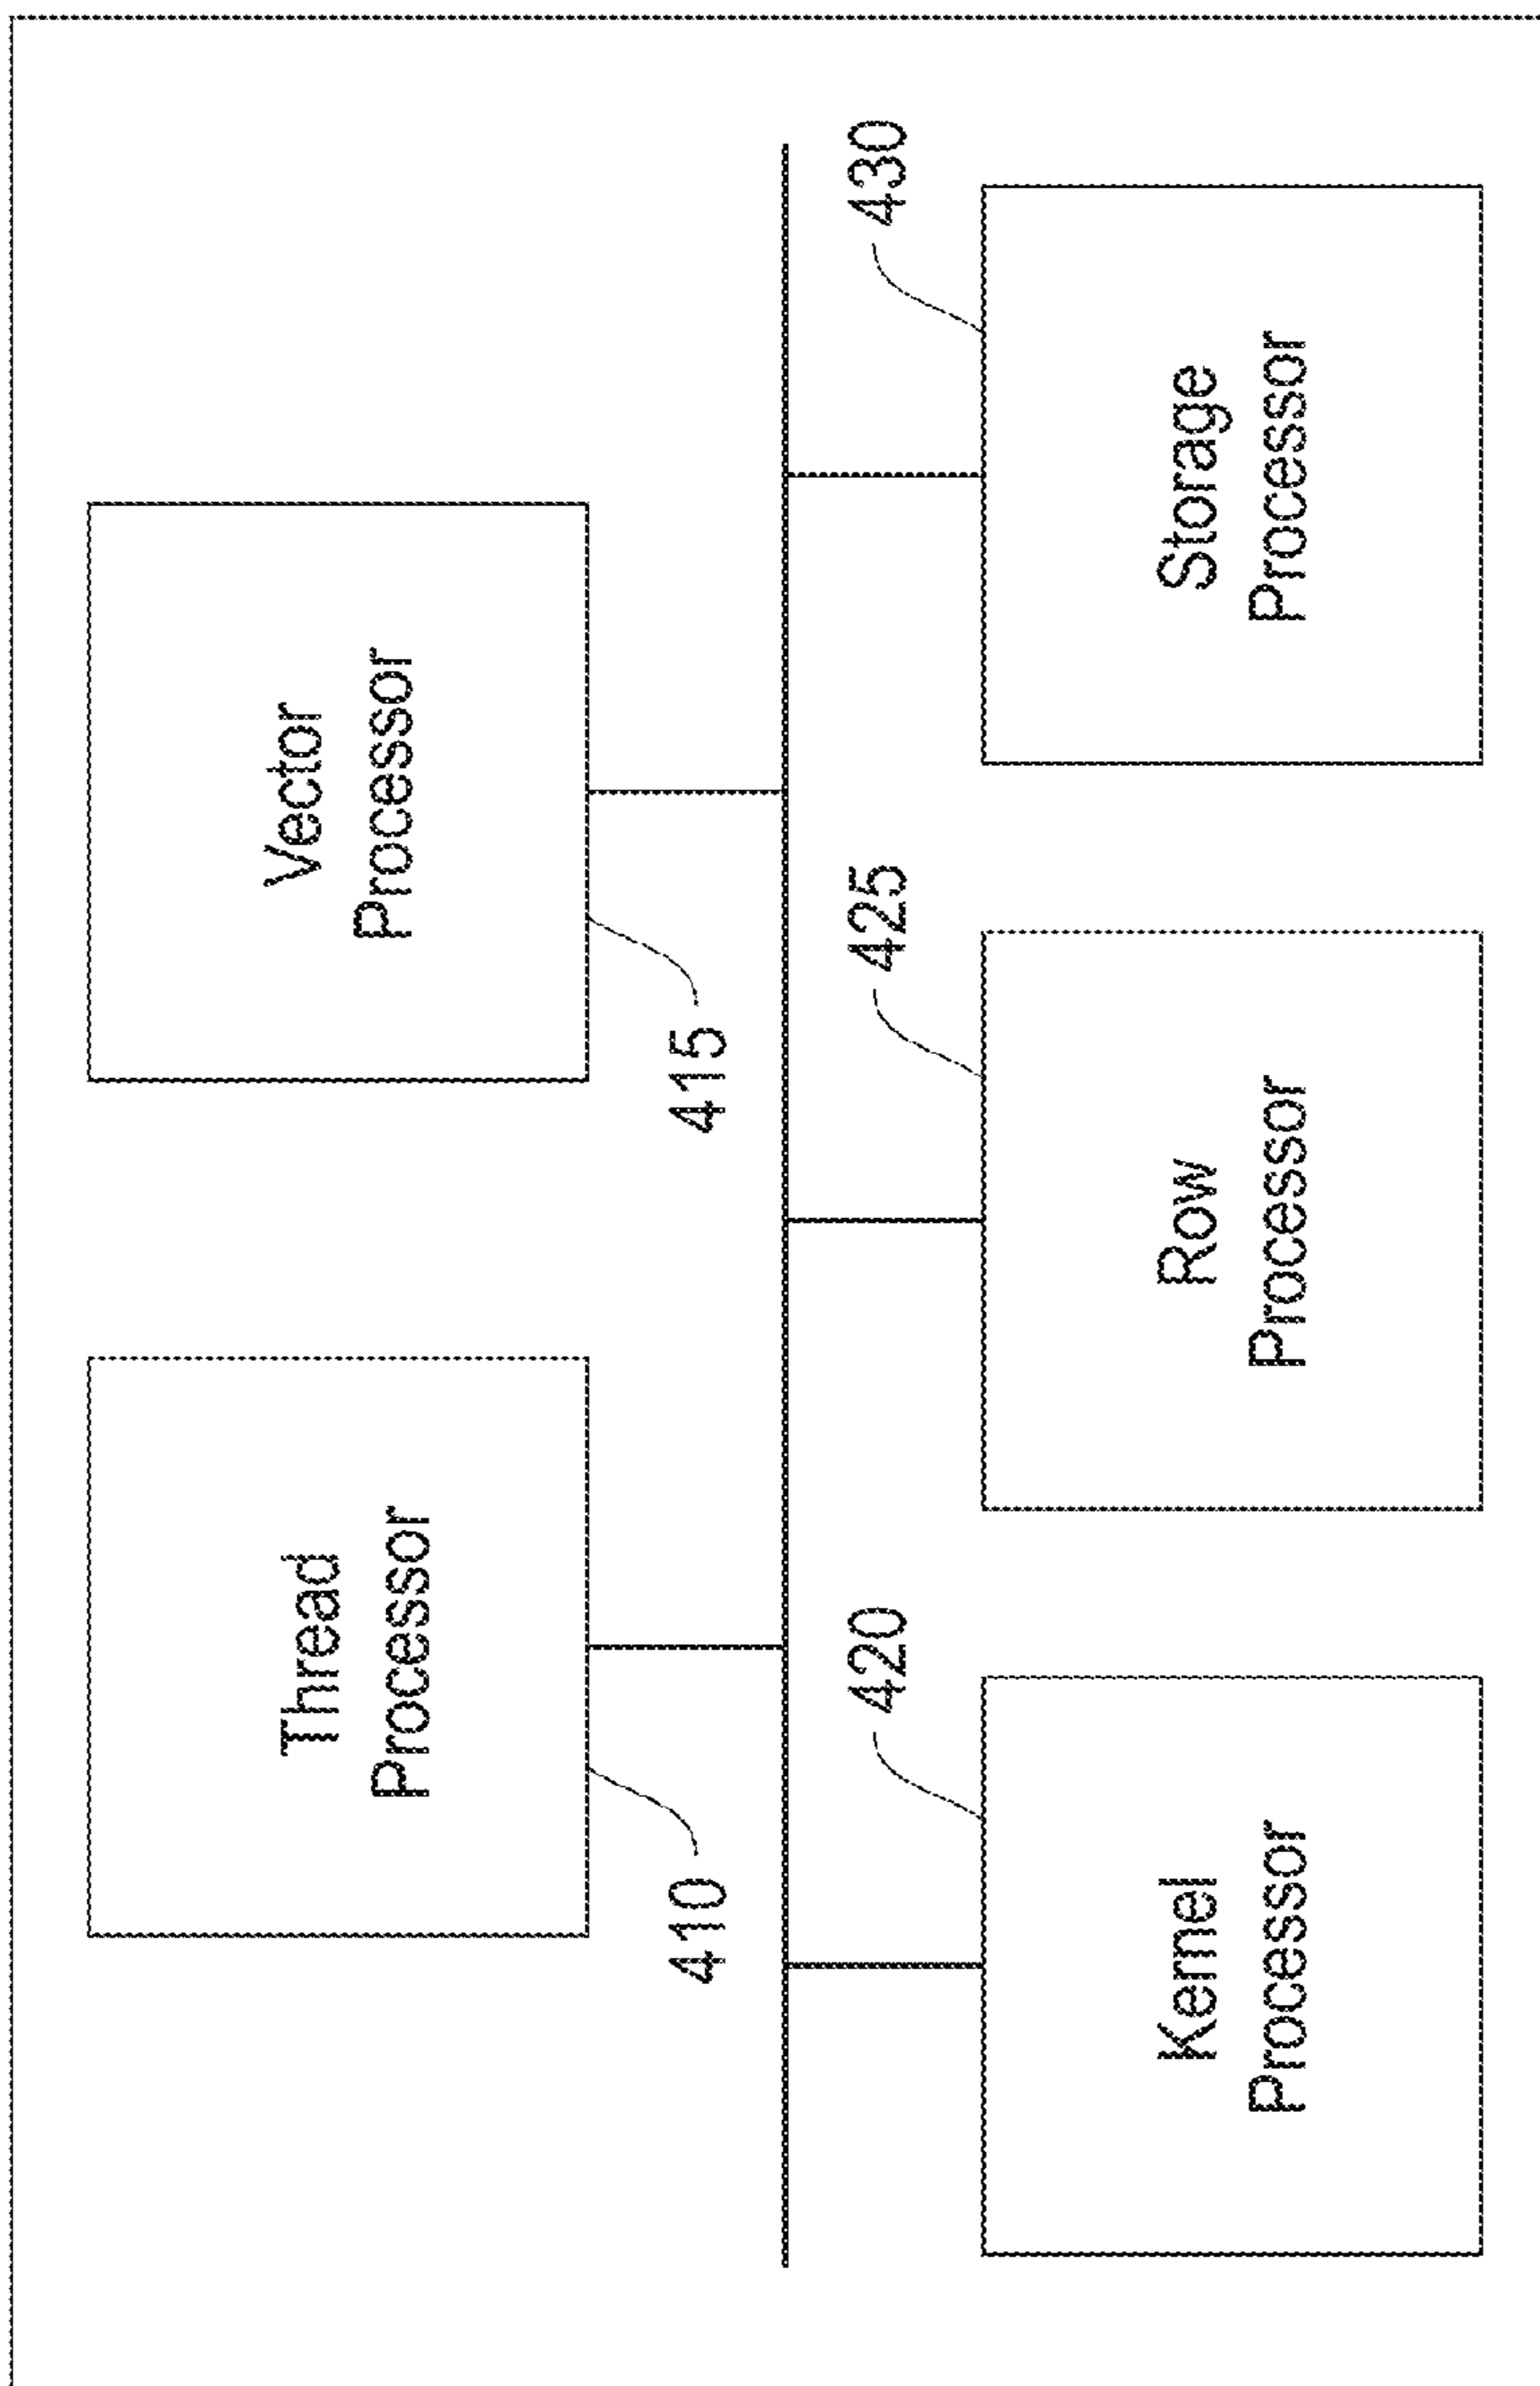 Thread
Processor
410
Vector
Processor
415
420
Kernel
Processor
425
Row
Processor
430
Storage
Processor